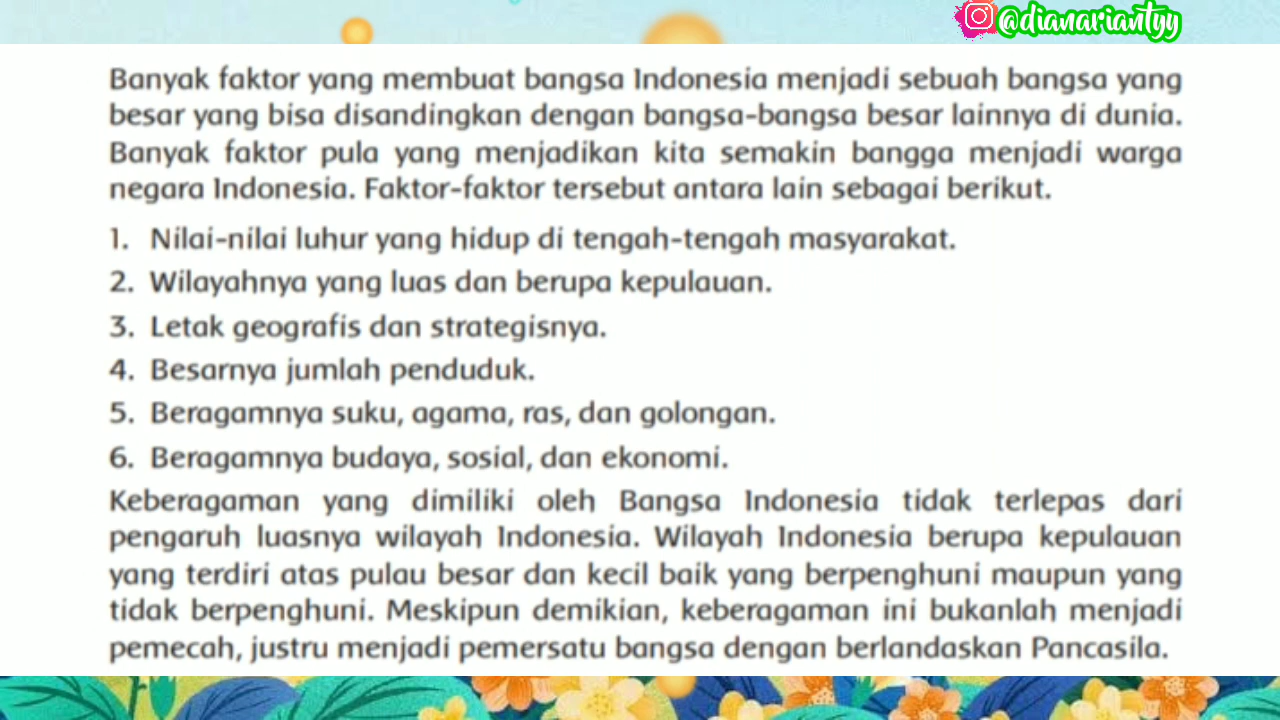 @dianariantyy
Banyak faktor yang membuat bangsa Indonesia menjadi sebuah bangsa yang
besar yang bisa disandingkan dengan bangsa-bangsa besar lainnya di dunia.
Banyak faktor pula yang menjadikan kita semakin bangga menjadi warga
negara Indonesia. Faktor-faktor tersebut antara lain sebagai berikut.
1. Nilai-nilai luhur yang hidup di tengah-tengah masyarakat.
2. Wilayahnya yang luas dan berupa kepulauan.
3. Letak geografis dan strategisnya.
4. Besarnya jumlah penduduk.
5. Beragamnya suku, agama, ras, dan golongan.
6. Beragamnya budaya, sosial, dan ekonomi.
Keberagaman yang dimiliki oleh Bangsa Indonesia tidak terlepas dari
pengaruh luasnya wilayah Indonesia. Wilayah Indonesia berupa kepulauan
yang terdiri atas pulau besar dan kecil baik yang berpenghuni maupun yang
tidak berpenghuni. Meskipun demikian, keberagaman ini bukanlah menjadi
pemecah, justru menjadi pemersatu bangsa dengan berlandaskan Pancasila.